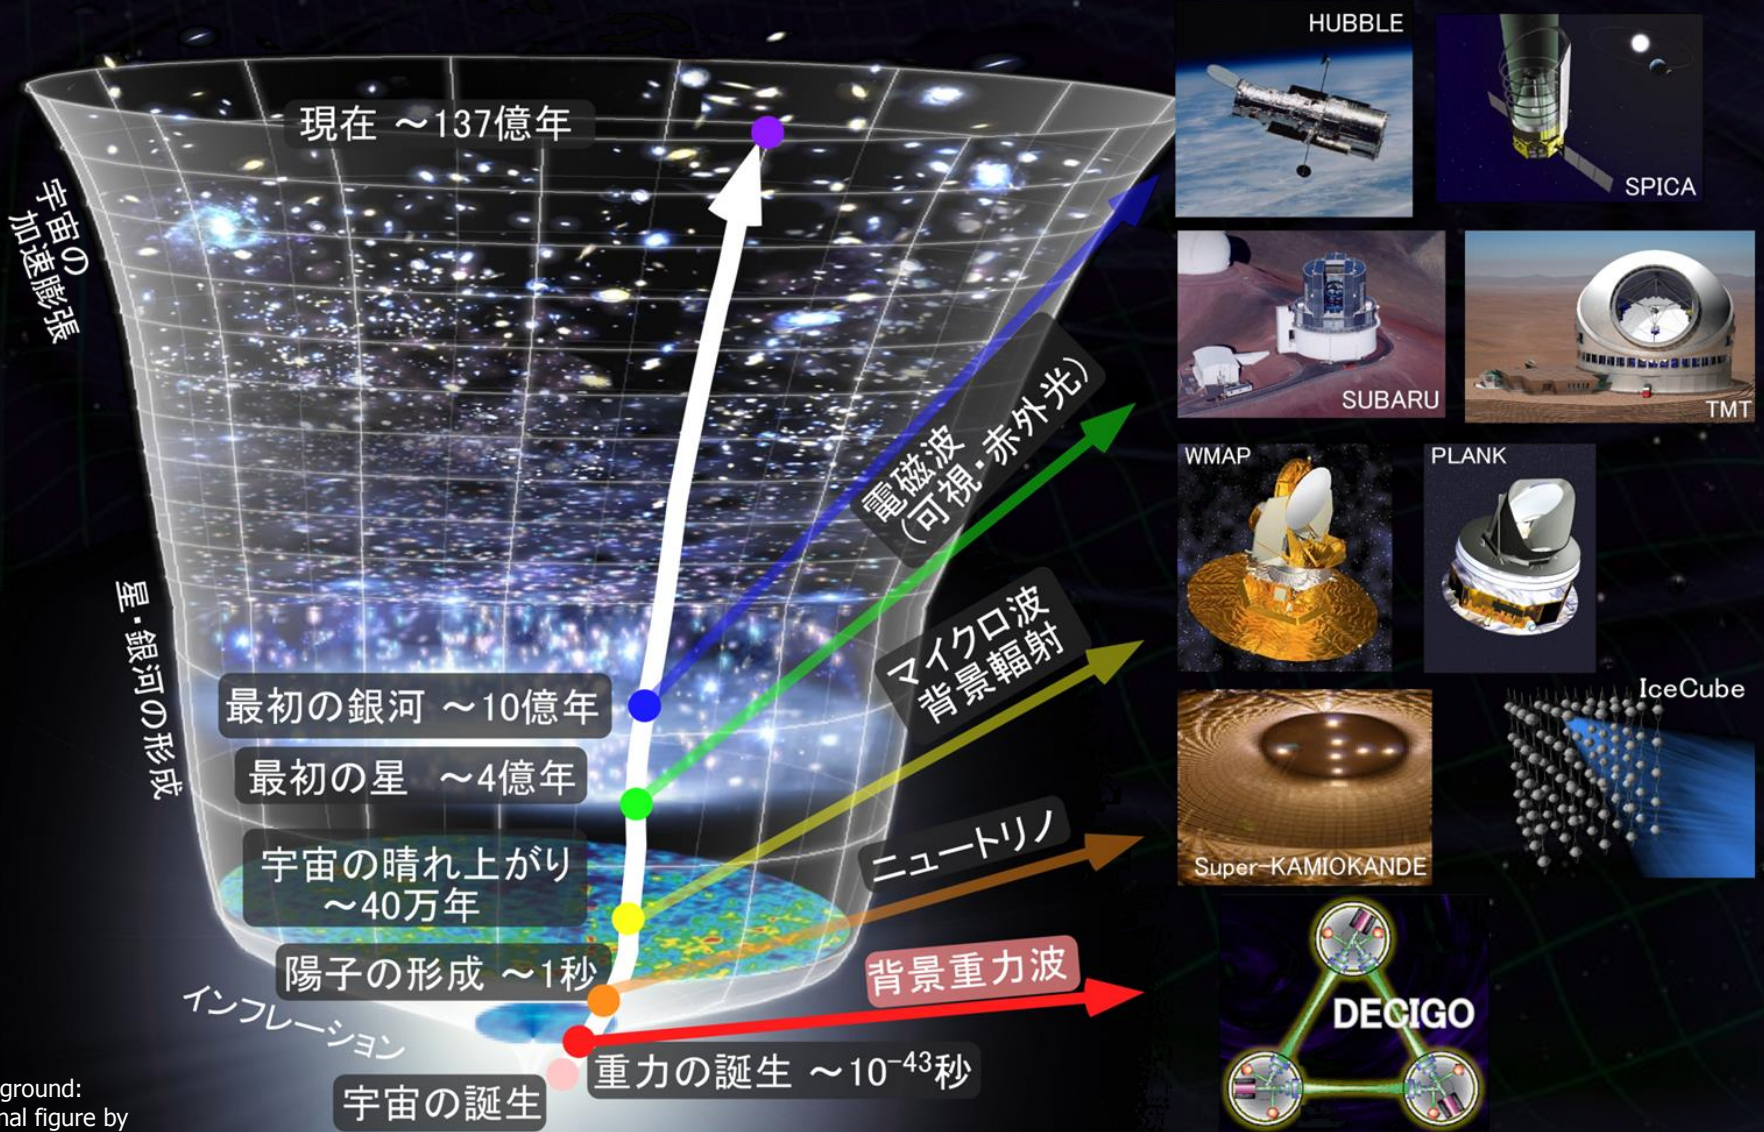 HUBBLE
SPICA
現在 ～137億年
宇宙の
加速膨張
SUBARU
TMT
電磁波
(可視・赤外光)
WMAP
PLANK
星・銀河の形成
マイクロ波
背景輻射
最初の銀河 ～10億年
IceCube
最初の星 ～4億年
Super-KAMIOKANDE
宇宙の晴れ上がり
～40万年
ニュートリノ
陽子の形成 ～1秒
背景重力波
インフレーション
DECIGO
重力の誕生 ～10⁻⁴³秒
宇宙の誕生
ground:
nal figure by